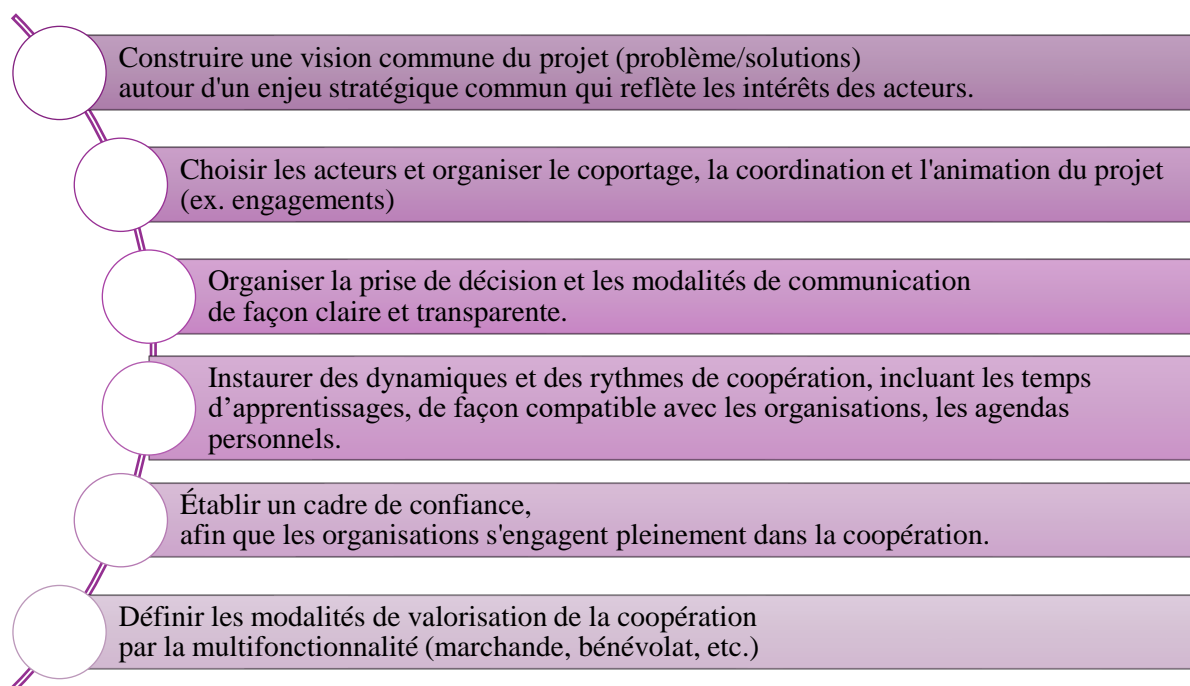 Construire une vision commune du projet (problème/solutions)
autour d'un enjeu stratégique commun qui reflète les intérêts des acteurs.
Choisir les acteurs et organiser le coportage, la coordination et l'animation du projet
(ex. engagements)
Organiser la prise de décision et les modalités de communication
de façon claire et transparente.
Instaurer des dynamiques et des rythmes de coopération, incluant les temps
d’apprentissages, de façon compatible avec les organisations, les agendas
personnels.
Établir un cadre de confiance,
afin que les organisations s'engagent pleinement dans la coopération.
Définir les modalités de valorisation de la coopération
par la multifonctionnalité (marchande, bénévolat, etc.)